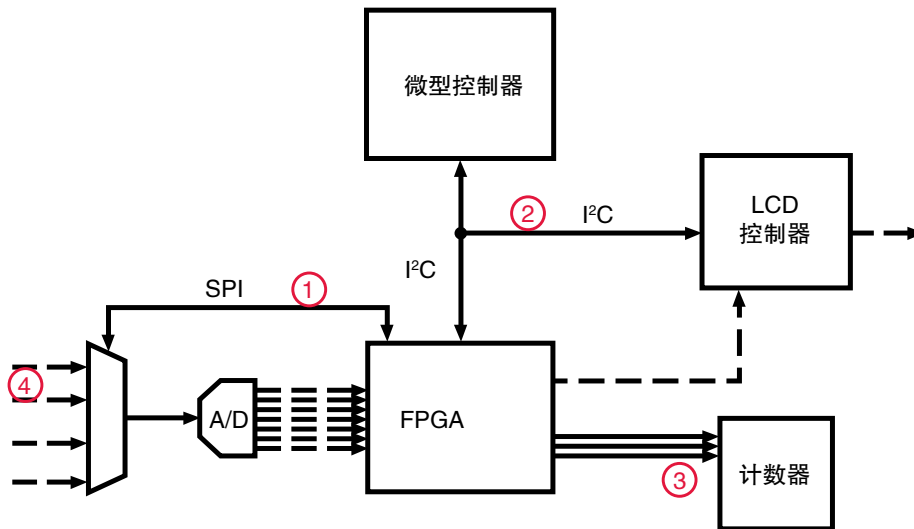 微型控制器
② I²C
LCD
控制器
I²C
SPI ①
④
A/D
FPGA
③
计数器